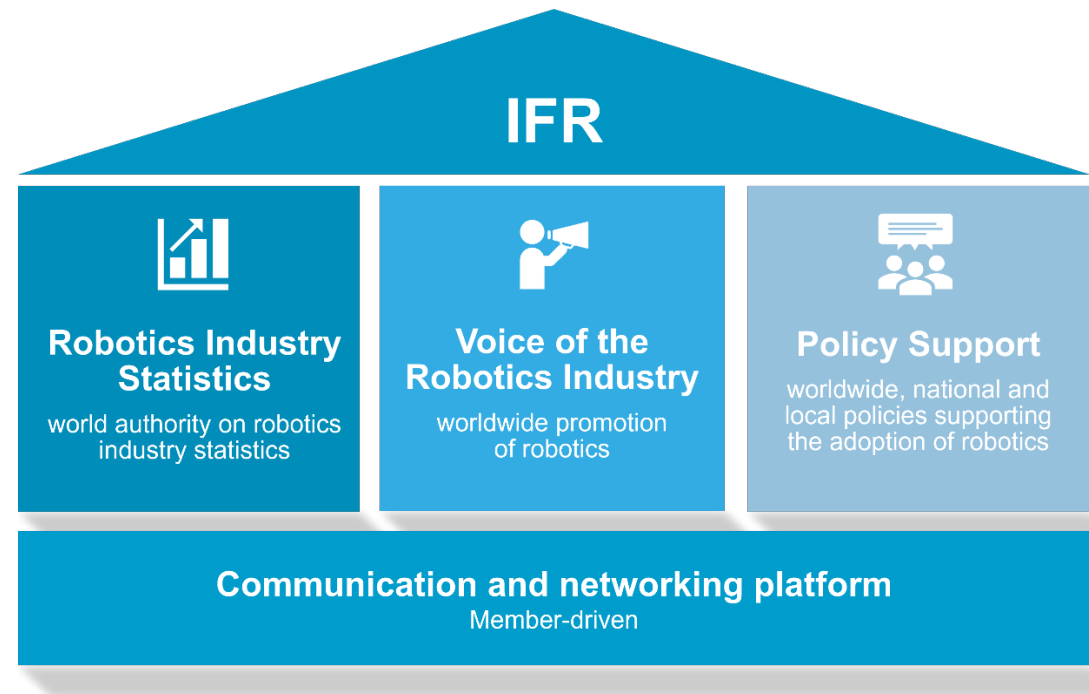 IFR
Robotics Industry
Statistics
world authority on robotics
industry statistics
Voice of the
Robotics Industry
worldwide promotion
of robotics
Policy Support
worldwide, national and
local policies supporting
the adoption of robotics
Communication and networking platform
Member-driven